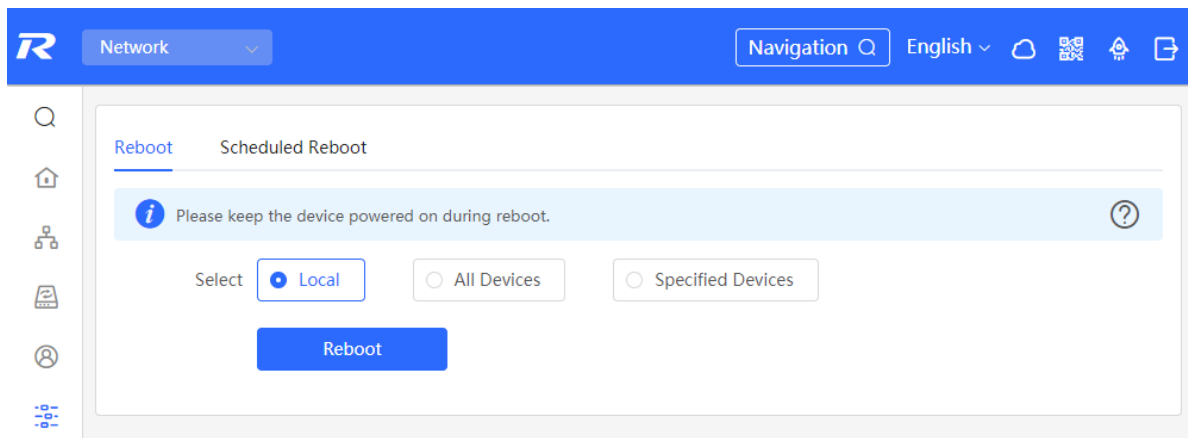 R
Network
Navigation
English
Reboot Scheduled Reboot
Please keep the device powered on during reboot.
Select Local All Devices Specified Devices
Reboot